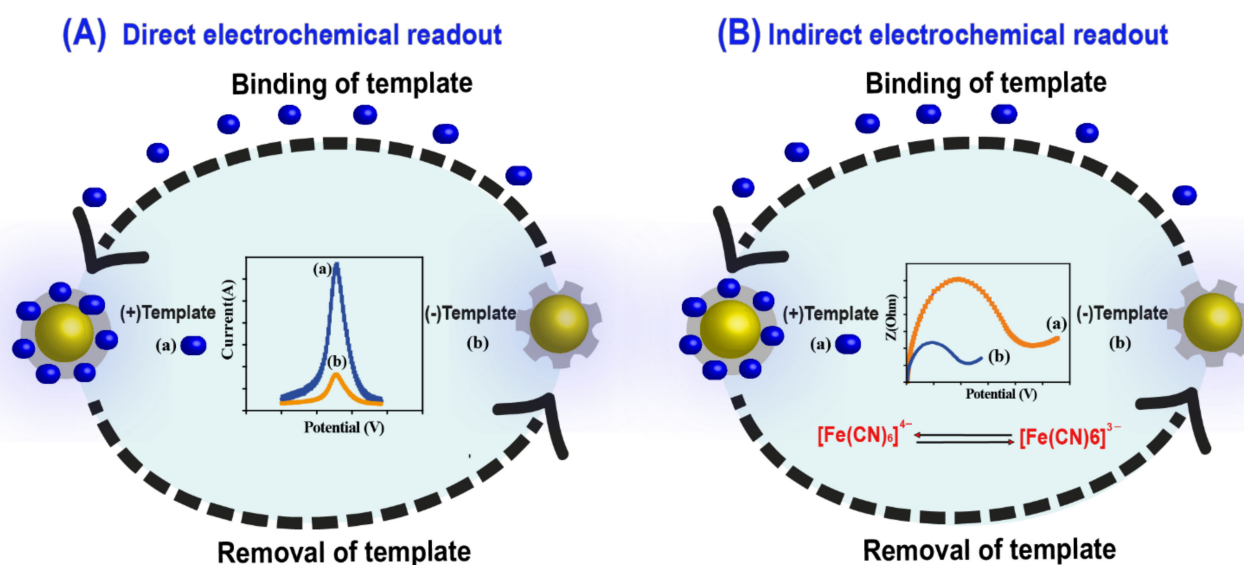 (A) Direct electrochemical readout
Binding of template
(+)Template
(a)
(-)Template
(b)
Current(A)
(a)
(b)
Potential (V)
Removal of template
(B) Indirect electrochemical readout
Binding of template
(+)Template
(a)
(-)Template
(b)
Z(Ohm)
(a)
(b)
Potential (V)
[Fe(CN)₆]⁴⁻
[Fe(CN)6]³⁻
Removal of template